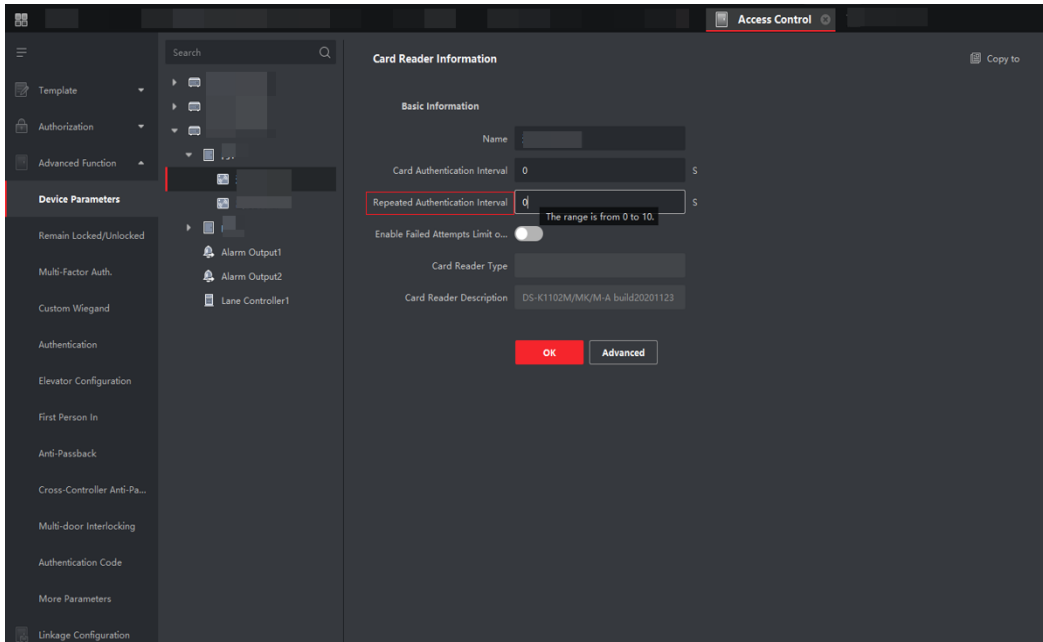 Access Control
Search
Template
Authorization
Advanced Function
Device Parameters
Remain Locked/Unlocked
Multi-Factor Auth.
Custom Wiegand
Authentication
Elevator Configuration
First Person In
Anti-Passback
Cross-Controller Anti-Pa...
Multi-door Interlocking
Authentication Code
More Parameters
Linkage Configuration
Alarm Output1
Alarm Output2
Lane Controller1
Card Reader Information
Copy to
Basic Information
Name
Card Authentication Interval 0 S
Repeated Authentication Interval 0 S
The range is from 0 to 10.
Enable Failed Attempts Limit o...
Card Reader Type
Card Reader Description DS-K1102M/MK/M-A build20201123
OK Advanced